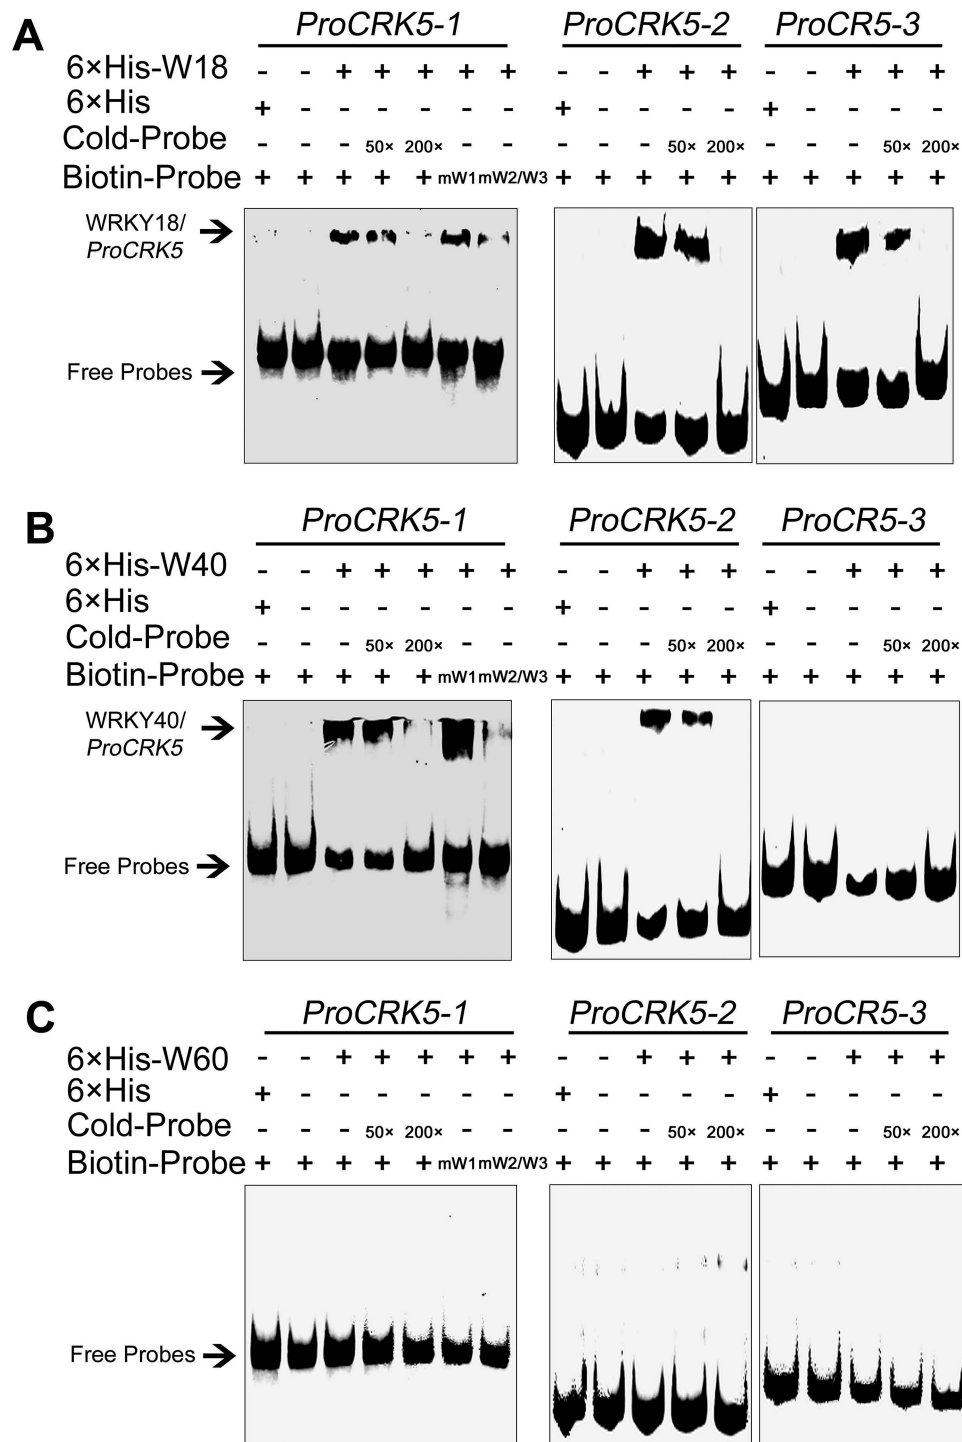 A
ProCRK5-1 ProCRK5-2 ProCR5-3
6×His-W18 - - + + + + + - - + + + - - + + +
6×His + - - - - - - + - - - - + - - - -
Cold-Probe - - - 50× 200× - - - - - 50× 200× - - - 50× 200×
Biotin-Probe + + + + + mW1 mW2/W3 + + + + + + + + + +
WRKY18/
ProCRK5
Free Probes
B
ProCRK5-1 ProCRK5-2 ProCR5-3
6×His-W40 - - + + + + + - - + + + - - + + +
6×His + - - - - - - + - - - - + - - - -
Cold-Probe - - - 50× 200× - - - - - 50× 200× - - - 50× 200×
Biotin-Probe + + + + + mW1 mW2/W3 + + + + + + + + + +
WRKY40/
ProCRK5
Free Probes
C
ProCRK5-1 ProCRK5-2 ProCR5-3
6×His-W60 - - + + + + + - - + + + - - + + +
6×His + - - - - - - + - - - - + - - - -
Cold-Probe - - - 50× 200× - - - - - 50× 200× - - - 50× 200×
Biotin-Probe + + + + + mW1 mW2/W3 + + + + + + + + + +
Free Probes